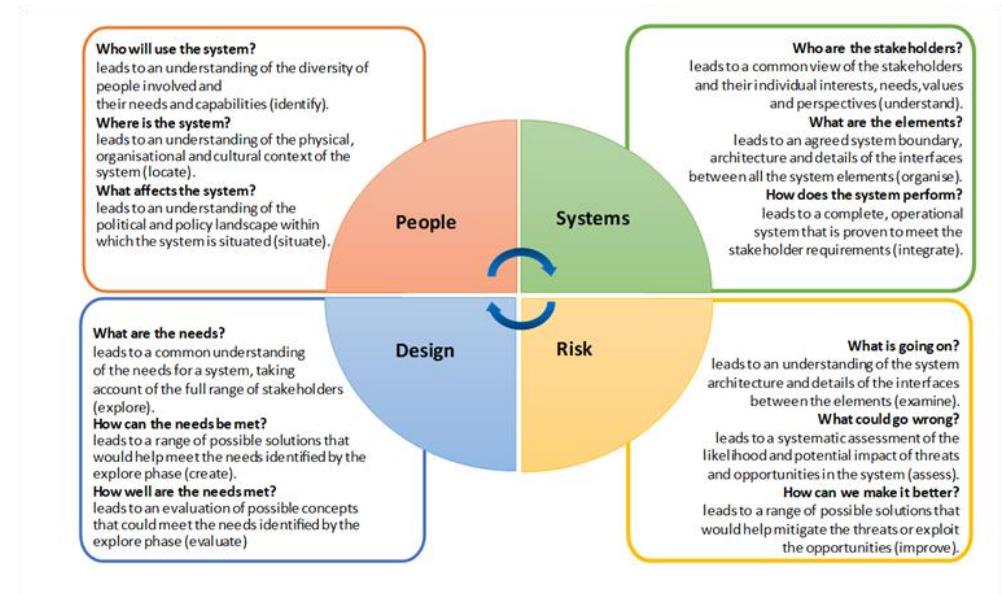 Who will use the system?
leads to an understanding of the diversity of
people involved and
their needs and capabilities (identify).
Where is the system?
leads to an understanding of the physical,
organisational and cultural context of the
system (locate).
What affects the system?
leads to an understanding of the
political and policy landscape within
which the system is situated (situate).
Who are the stakeholders?
leads to a common view of the stakeholders
and their individual interests, needs, values
and perspectives (understand).
What are the elements?
leads to an agreed system boundary,
architecture and details of the interfaces
between all the system elements (organise).
How does the system perform?
leads to a complete, operational
system that is proven to meet the
stakeholder requirements (integrate).
People
Systems
Design
Risk
What are the needs?
leads to a common understanding
of the needs for a system, taking
account of the full range of stakeholders
(explore).
How can the needs be met?
leads to a range of possible solutions that
would help meet the needs identified by the
explore phase (create).
How well are the needs met?
leads to an evaluation of possible concepts
that could meet the needs identified by the
explore phase (evaluate)
What is going on?
leads to an understanding of the system
architecture and details of the interfaces
between the elements (examine).
What could go wrong?
leads to a systematic assessment of the
likelihood and potential impact of threats
and opportunities in the system (assess).
How can we make it better?
leads to a range of possible solutions that
would help mitigate the threats or exploit
the opportunities (improve).